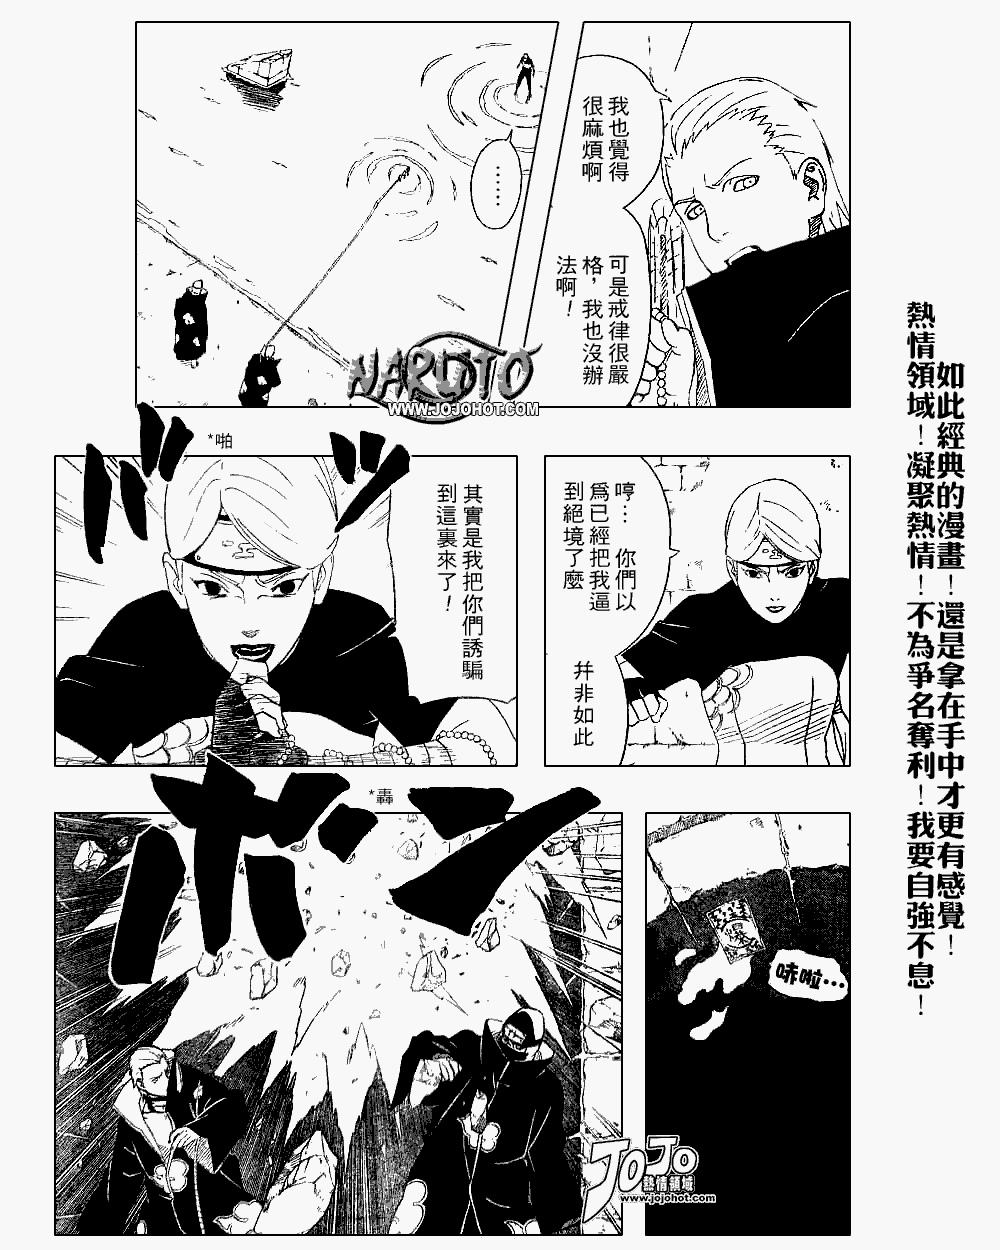 我也覺得
很麻煩啊
可是戒律很嚴
格，我也沒辦
法啊！
……
NARUTO
WWW.JOJOHOT.COM
哼… 你們以
爲已經把我逼
到絕境了麼
幷非如此
*啪
其實是我把你們誘騙
到這裏來了！
バッ
咔啦…
*轟
ボン
JOJO
熱情領域
www.jojohot.com
如此經典的漫畫！還是拿在手中才更有感覺！
熱情領域！凝聚熱情！不為爭名奪利！我要自強不息！